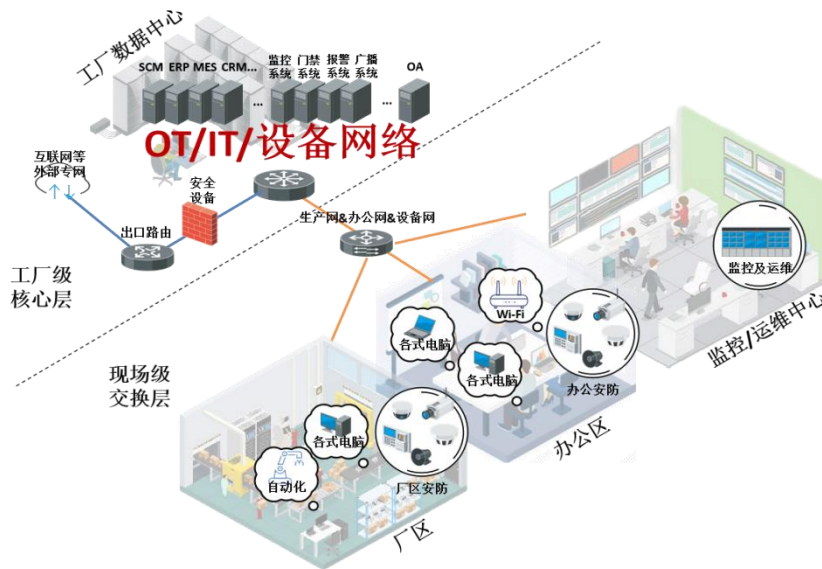 工厂数据中心
SCM ERP MES CRM...
...
监控
系统
门禁
系统
报警
系统
广播
系统
...
OA
OT/IT/设备网络
互联网等
外部专网
安全
设备
出口路由
生产网&办公网&设备网
工厂级
核心层
现场级
交换层
Wi-Fi
各式电脑
各式电脑
办公安防
办公区
监控及运维
监控/运维中心
各式电脑
自动化
厂区安防
厂区